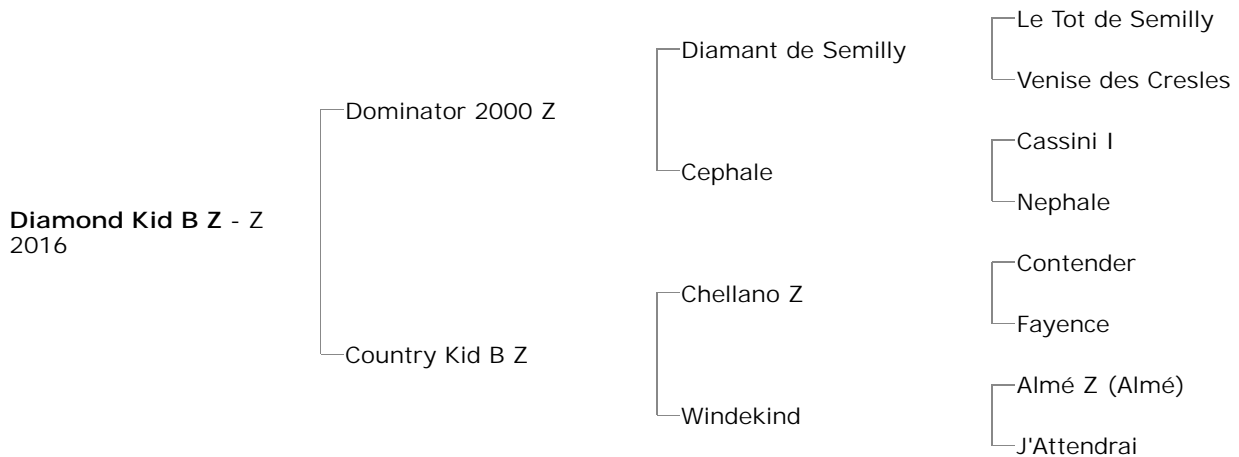 Le Tot de Semilly
Diamant de Semilly
Venise des Cresles
Dominator 2000 Z
Cassini I
Cephale
Nephale
Diamond Kid B Z - Z
2016
Contender
Chellano Z
Fayence
Country Kid B Z
Almé Z (Almé)
Windekind
J'Attendrai